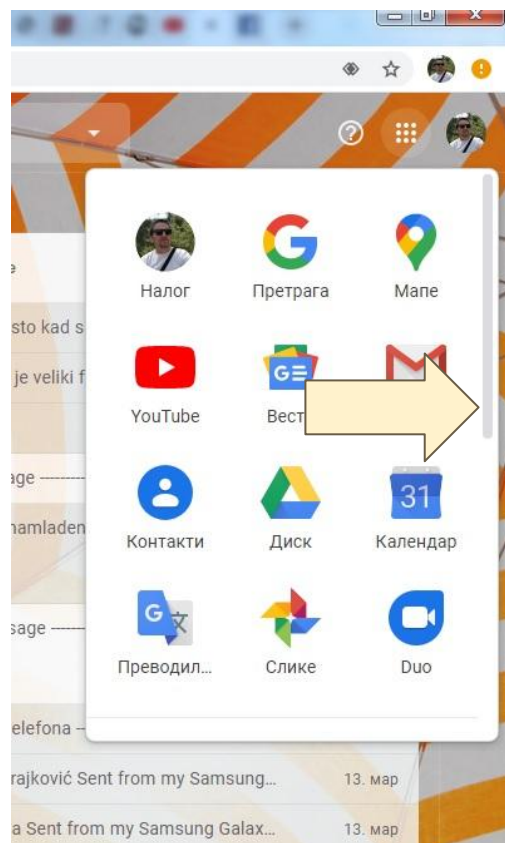 Налог Претрага Мапе
sto kad s
je veliki f
YouTube Вест
age --------
31
namladen
Контакти Диск Календар
G 文
sage -----
Преводил... Слике Duo
elefona --
rajković Sent from my Samsung... 13. мар
a Sent from my Samsung Galax... 13. мар